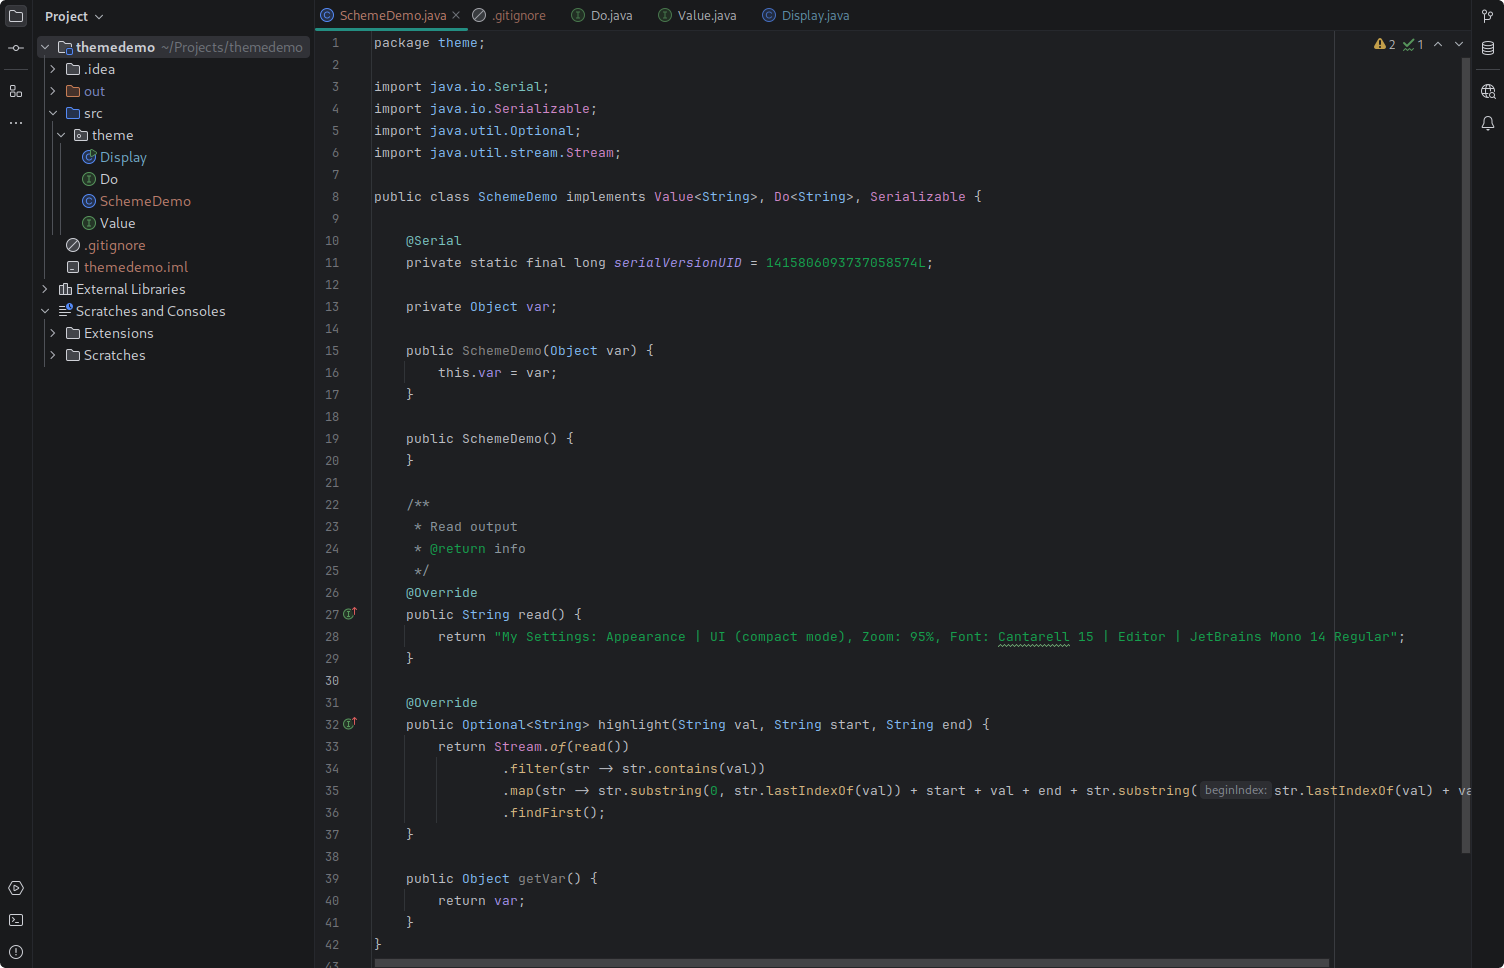 Project
themedemo ~/Projects/themedemo
.idea
out
src
theme
Display
Do
SchemeDemo
Value
.gitignore
themedemo.iml
External Libraries
Scratches and Consoles
Extensions
Scratches
SchemeDemo.java .gitignore Do.java Value.java Display.java
2 1
1 package theme;
2
3 import java.io.Serial;
4 import java.io.Serializable;
5 import java.util.Optional;
6 import java.util.stream.Stream;
7
8 public class SchemeDemo implements Value<String>, Do<String>, Serializable {
9
10 @Serial
11 private static final long serialVersionUID = 1415806093737058574L;
12
13 private Object var;
14
15 public SchemeDemo(Object var) {
16 this.var = var;
17 }
18
19 public SchemeDemo() {
20 }
21
22 /**
23 * Read output
24 * @return info
25 */
26 @Override
27 public String read() {
28 return "My Settings: Appearance | UI (compact mode), Zoom: 95%, Font: Cantarell 15 | Editor | JetBrains Mono 14 Regular";
29 }
30
31 @Override
32 public Optional<String> highlight(String val, String start, String end) {
33 return Stream.of(read())
34 .filter(str -> str.contains(val))
35 .map(str -> str.substring(0, str.lastIndexOf(val)) + start + val + end + str.substring( beginIndex: str.lastIndexOf(val) + va
36 .findFirst();
37 }
38
39 public Object getVar() {
40 return var;
41 }
42 }
43